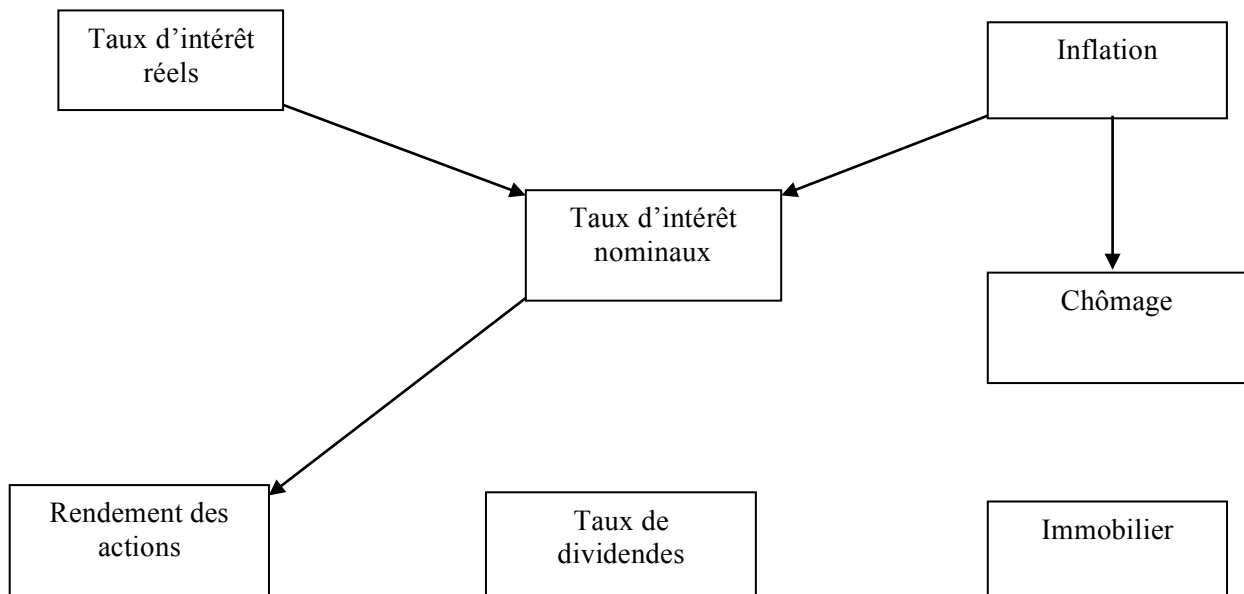 Taux d’intérêt
réels
Inflation
Taux d’intérêt
nominaux
Chômage
Rendement des
actions
Taux de
dividendes
Immobilier